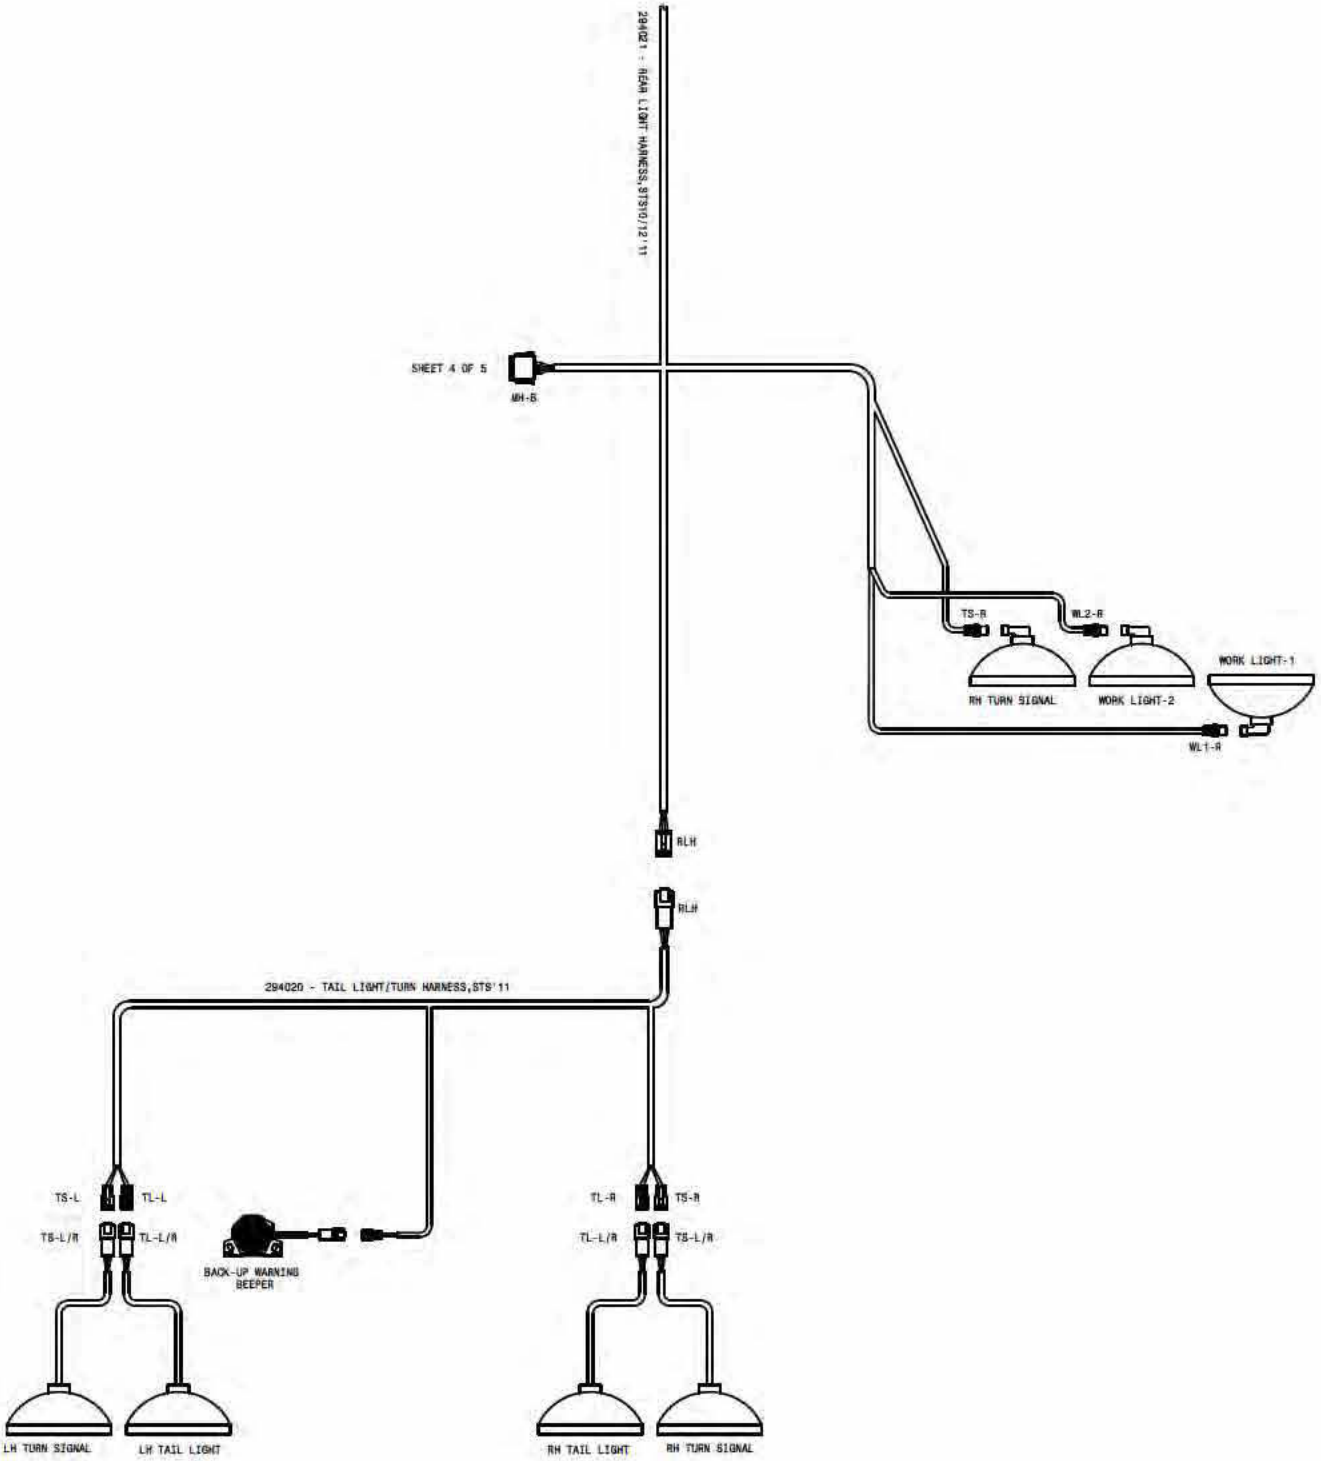 294021 - REAR LIGHT HARNESS,STS10/12'11
SHEET 4 OF 5
MH-B
TS-R
WL2-R
WORK LIGHT-1
RH TURN SIGNAL
WORK LIGHT-2
WL1-R
RLH
RLH
294020 - TAIL LIGHT/TURN HARNESS,STS'11
TS-L
TL-L
TL-R
TS-R
TS-L/R
TL-L/R
TL-L/R
TS-L/R
BACK-UP WARNING
BEEPER
LH TURN SIGNAL
LH TAIL LIGHT
RH TAIL LIGHT
RH TURN SIGNAL